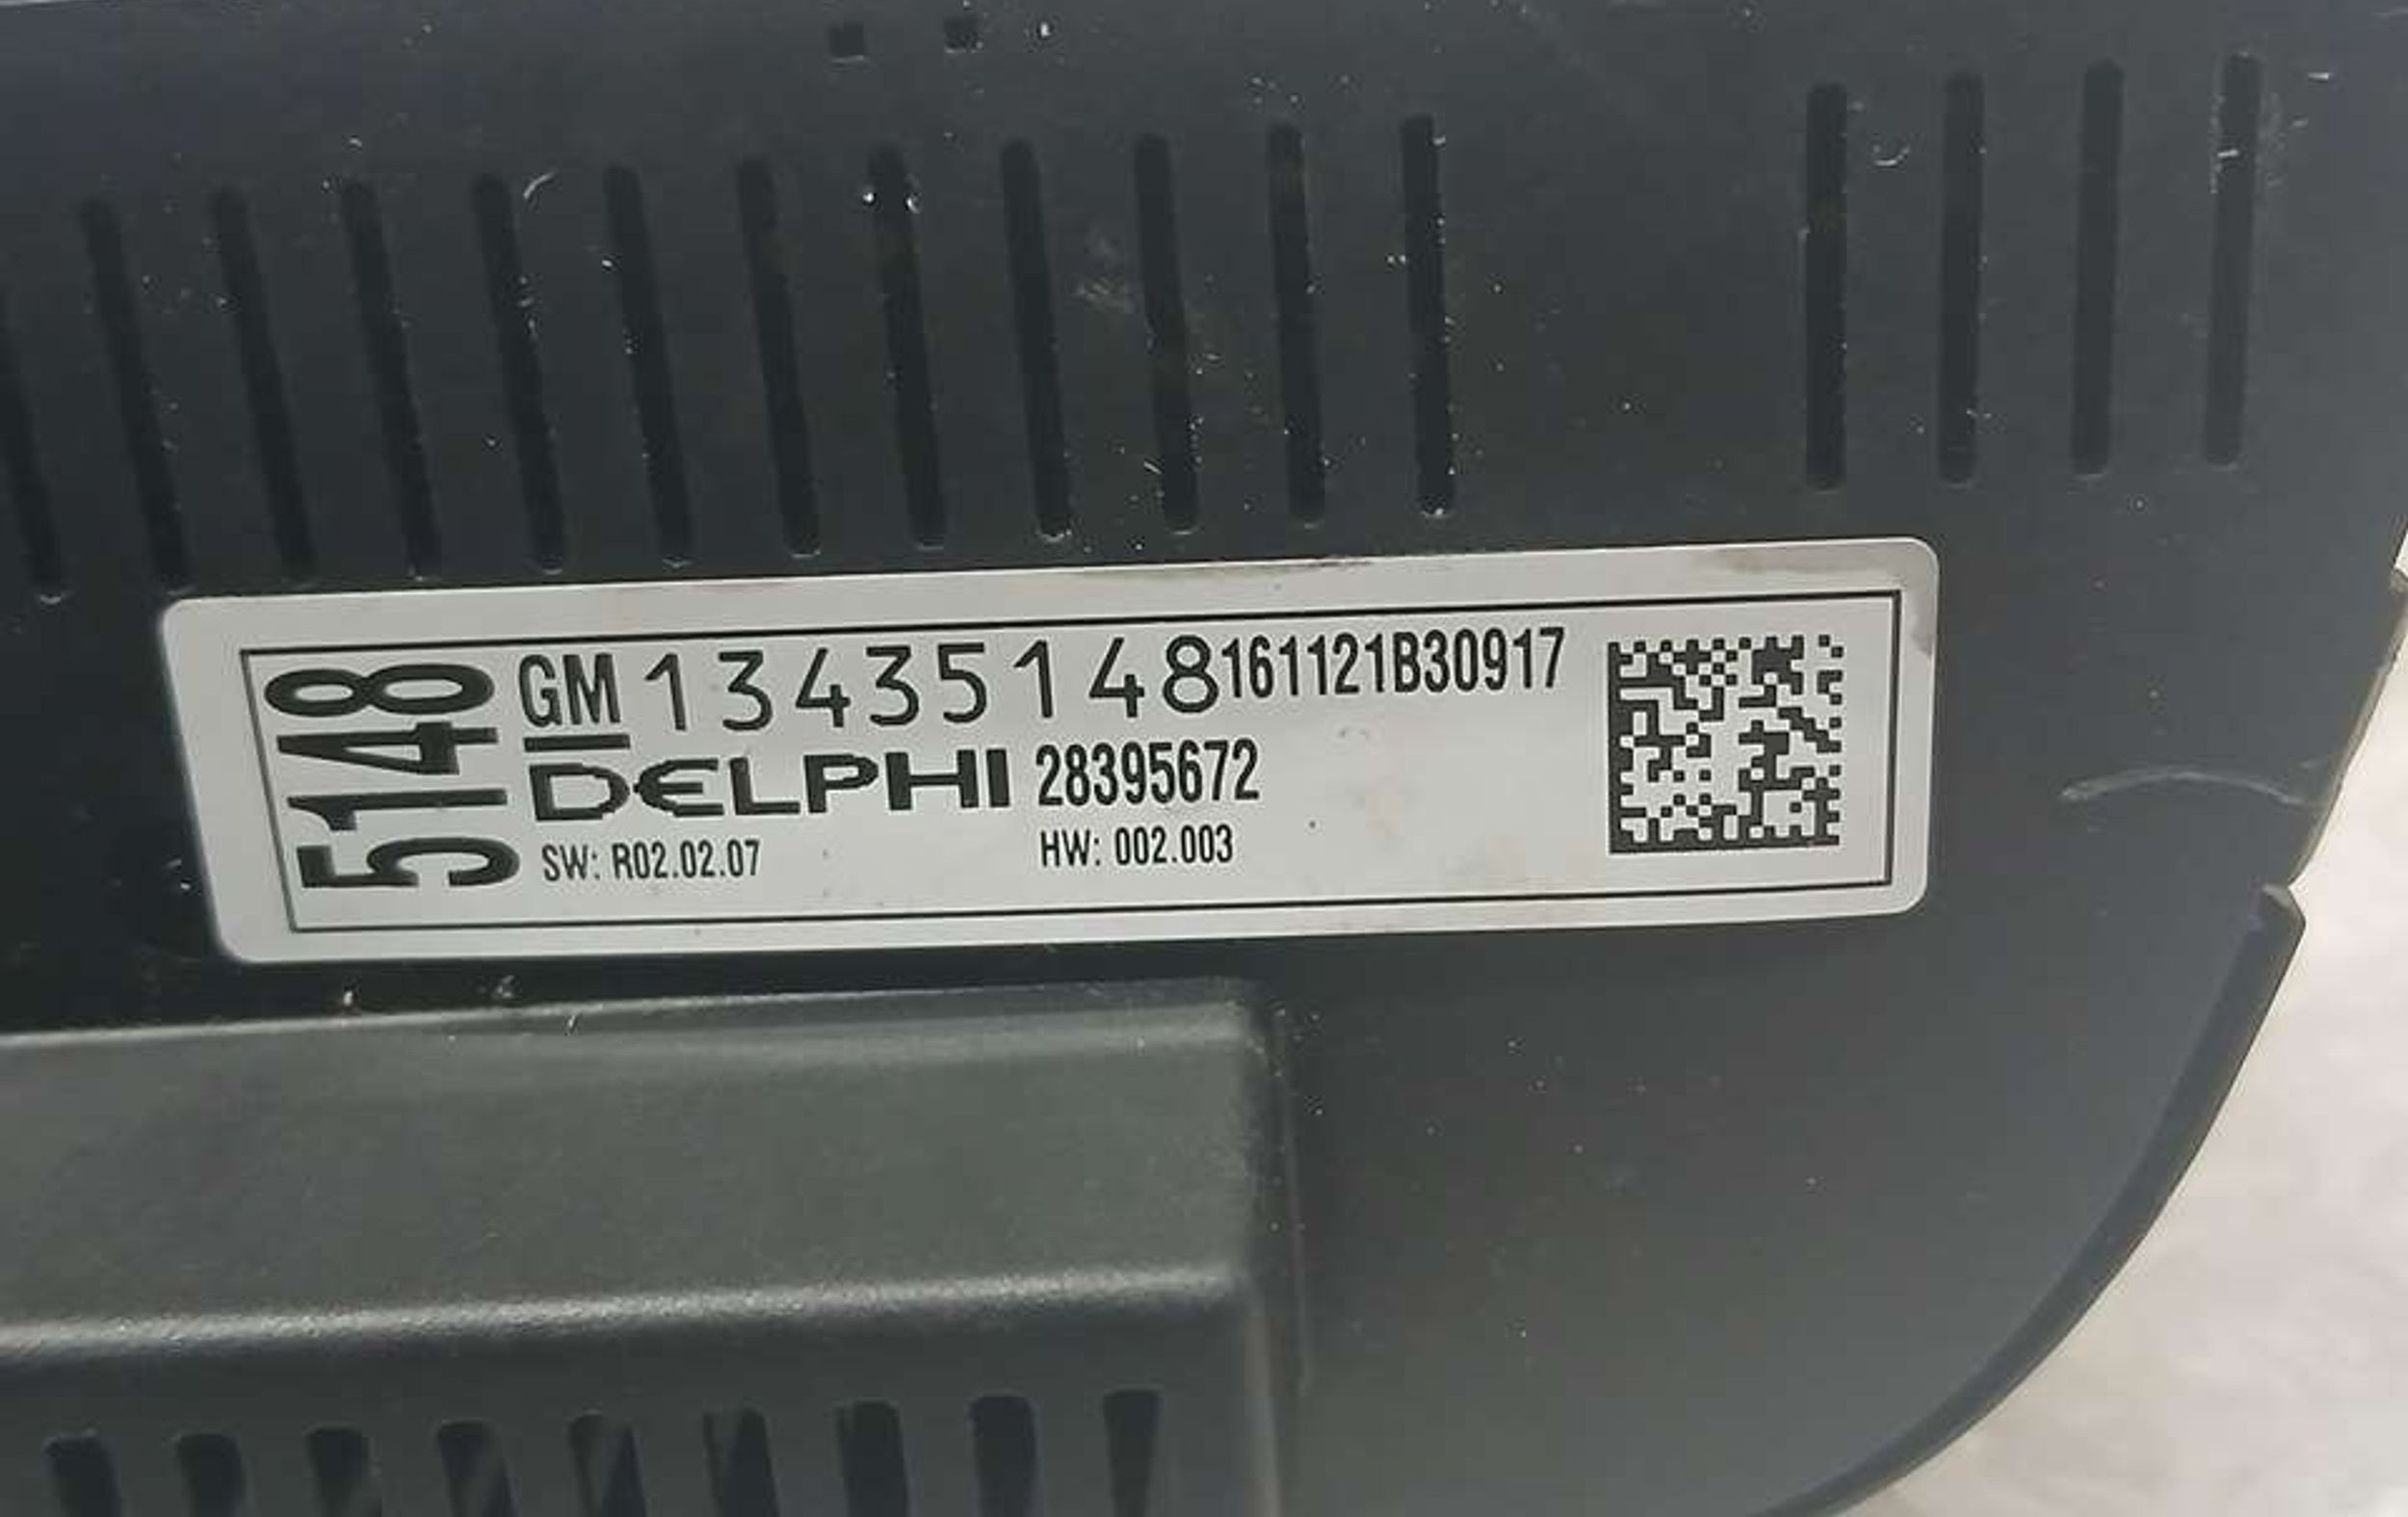 5148
GM 13435148 161121B30917
DELPHI 28395672
SW: R02.02.07 HW: 002.003